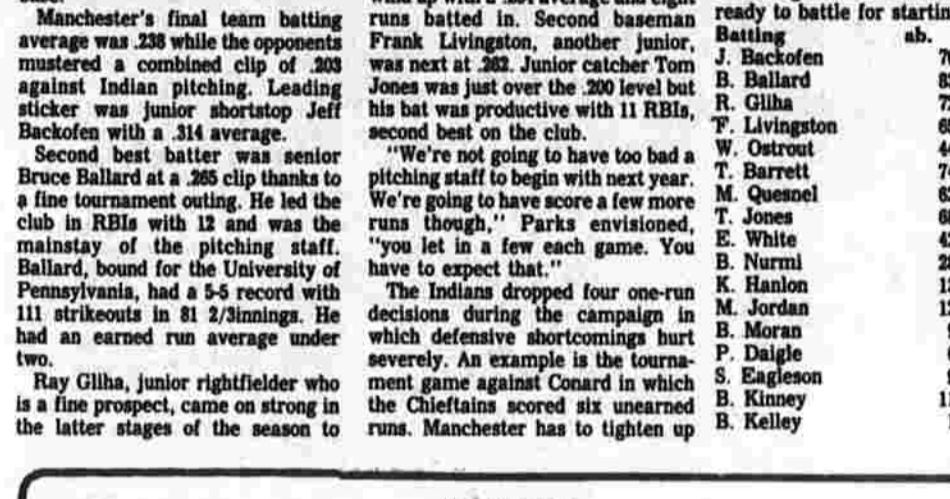 Manchester's final team batting
average was .238 while the opponents
mustered a combined clip of .203
against Indian pitching. Leading
sticker was junior shortstop Jeff
Backofen with a .314 average.
Second best batter was senior
Bruce Ballard at a .265 clip thanks to
a fine tournament outing. He led the
club in RBIs with 12 and was the
mainstay of the pitching staff.
Ballard, bound for the University of
Pennsylvania, had a 5-5 record with
111 strikeouts in 81 2/3innings. He
had an earned run average under
two.
Ray Gliha, junior rightfielder who
is a fine prospect, came on strong in
the latter stages of the season to
runs batted in. Second baseman
Frank Livingston, another junior,
was next at .262. Junior catcher Tom
Jones was just over the .200 level but
his bat was productive with 11 RBIs,
second best on the club.
"We're not going to have too bad a
pitching staff to begin with next year.
We're going to have score a few more
runs though," Parks envisioned,
"you let in a few each game. You
have to expect that."
The Indians dropped four one-run
decisions during the campaign in
which defensive shortcomings hurt
severely. An example is the tourna-
ment game against Conard in which
the Chieftains scored six unearned
runs. Manchester has to tighten up
ready to battle for startin
Batting ab.
J. Backofen
B. Ballard
R. Gliha
F. Livingston
W. Ostrout
T. Barrett
M. Quesnel
T. Jones
E. White
B. Nurmi
K. Hanlon
M. Jordan
B. Moran
P. Daigle
S. Eagleson
B. Kinney
B. Kelley